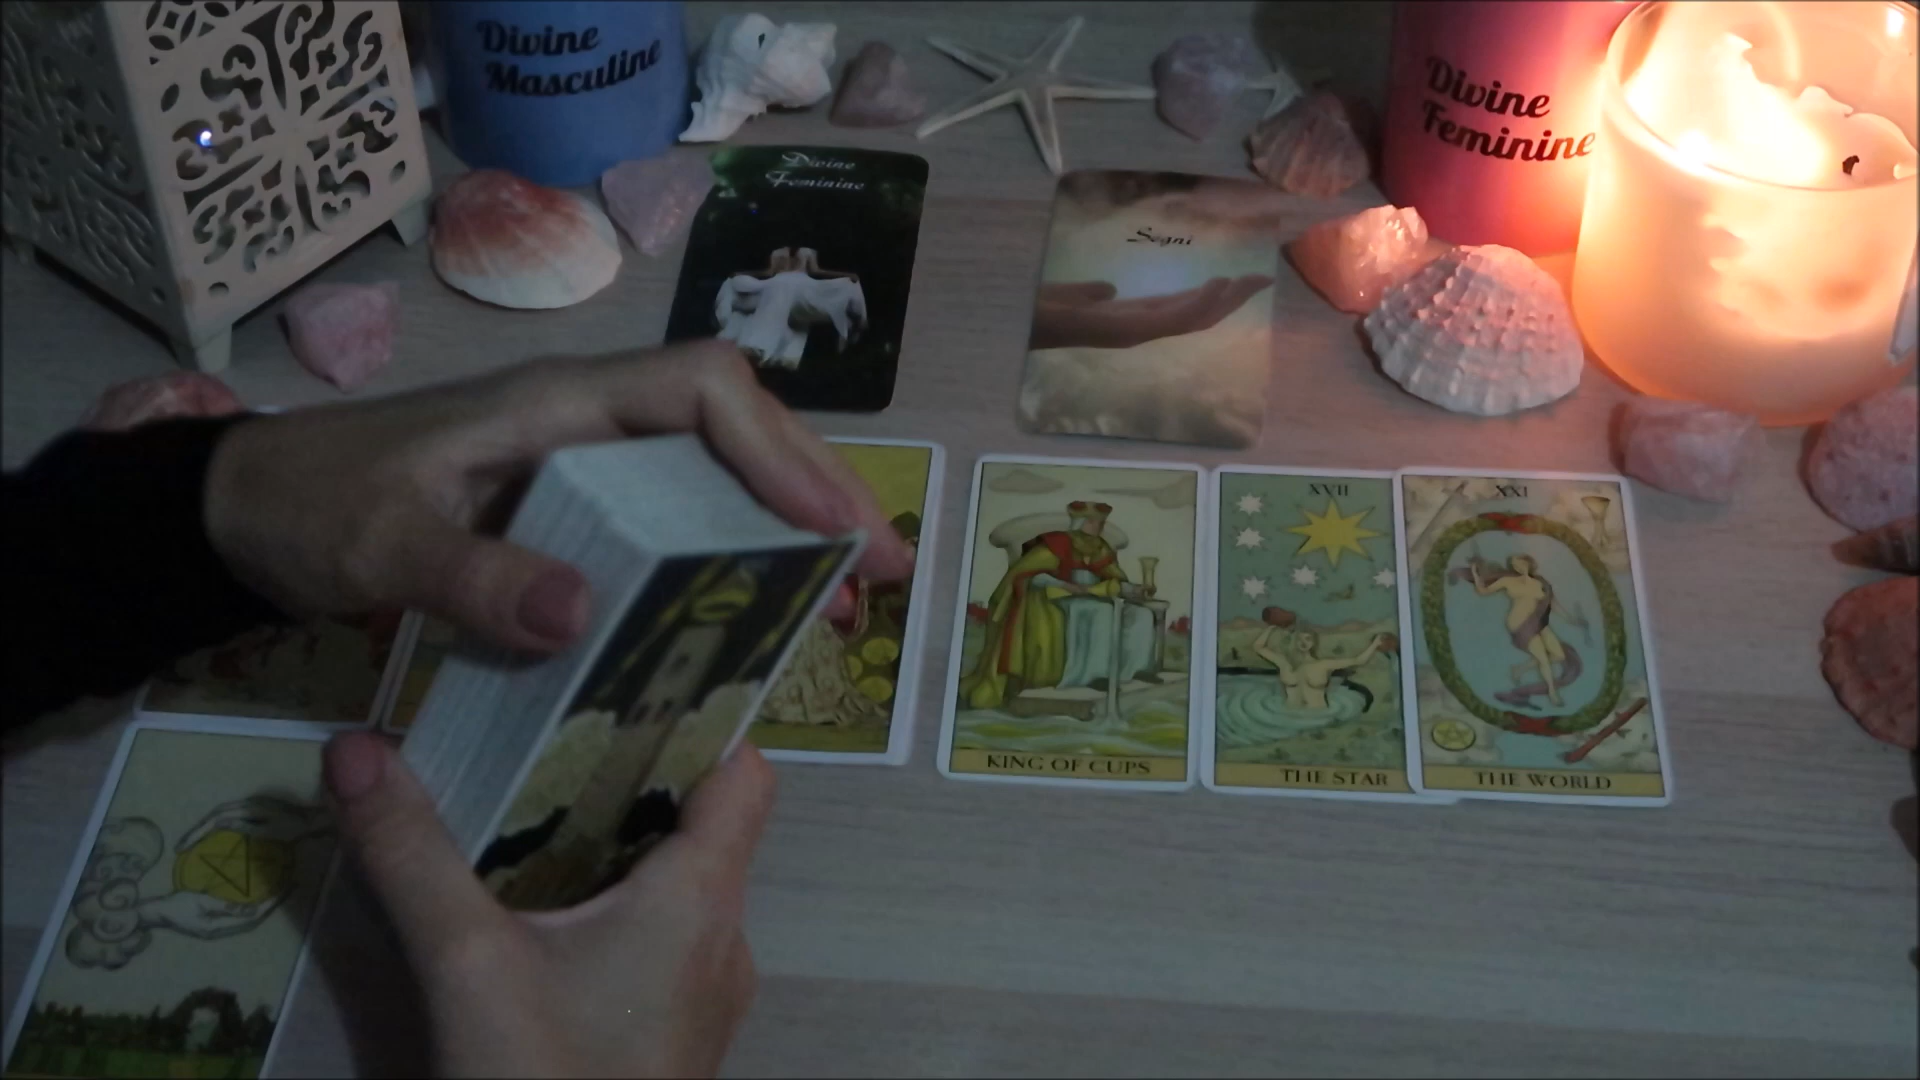 Divine
Masculine
Divine
Feminine
Divine
Feminine
Segni
XVII
XXI
KING OF CUPS
THE STAR
THE WORLD